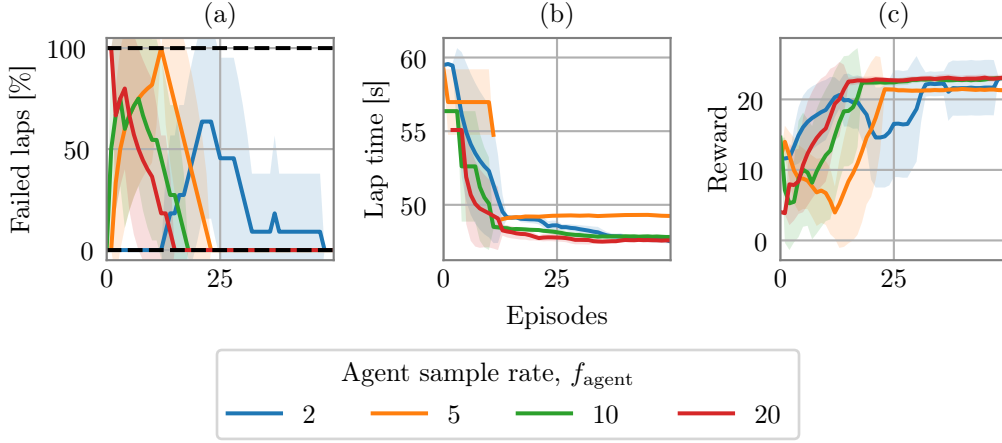 (a)
(b)
(c)
Failed laps [%]
100
50
0
0
25
Lap time [s]
60
55
50
0
25
Reward
20
10
0
0
25
Episodes
Agent sample rate, f_agent
2
5
10
20